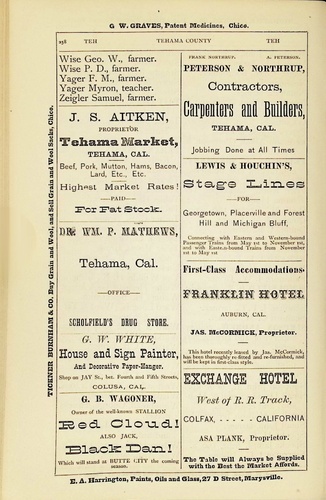 G. W. GRAVES, Patent Medicines, Chico.
258 TEH TEHAMA COUNTY TEH
TICKNER BURNHAM & CO. Buy Grain and Wool, and Sell Grain and Wool Sacks, Chico.
Wise Geo. W., farmer.
Wise P. D., farmer.
Yager F. M., farmer.
Yager Myron, teacher.
Zeigler Samuel, farmer.
J. S. AITKEN,
PROPRIETOR
Tehama Market,
TEHAMA, CAL.
Beef, Pork, Mutton, Hams, Bacon,
Lard, Etc., Etc.
Highest Market Rates!
—PAID—
For Fat Stock.
DR. WM. P. MATHEWS,
Tehama, Cal.
—OFFICE—
SCHOLFIELD'S DRUG STORE.
G. W. WHITE,
House and Sign Painter,
And Decorative Paper-Hanger.
Shop on JAY St., bet. Fourth and Fifth Streets,
COLUSA, CAL.
G. B. WAGONER,
Owner of the well-known STALLION
Red Cloud!
ALSO JACK,
Black Dan!
Which will stand at BUTTE CITY the coming
season.
FRANK NORTHRUP. A. PETERSON.
PETERSON & NORTHRUP,
Contractors,
Carpenters and Builders,
TEHAMA, CAL.
Jobbing Done at All Times
LEWIS & HOUCHIN'S,
Stage Lines
—FOR—
Georgetown, Placerville and Forest
Hill and Michigan Bluff,
Connecting with Eastern and Western-bound
Passenger Trains from May 1st to November 1st,
and with Eastern-bound Trains from November
1st to May 1st
First-Class Accommodations.
FRANKLIN HOTEL
AUBURN, CAL.
JAS. McCORMICK, Proprietor.
This hotel recently leased by Jas. McCormick,
has been thoroughly re-fitted and re-furnished, and
will be kept in first-class style.
EXCHANGE HOTEL
West of R. R. Track,
COLFAX, - - - - - CALIFORNIA
ASA PLANK, Proprietor.
The Table will Always be Supplied
with the Best the Market Affords.
E. A. Harrington, Paints, Oils and Glass, 27 D Street, Marysville.